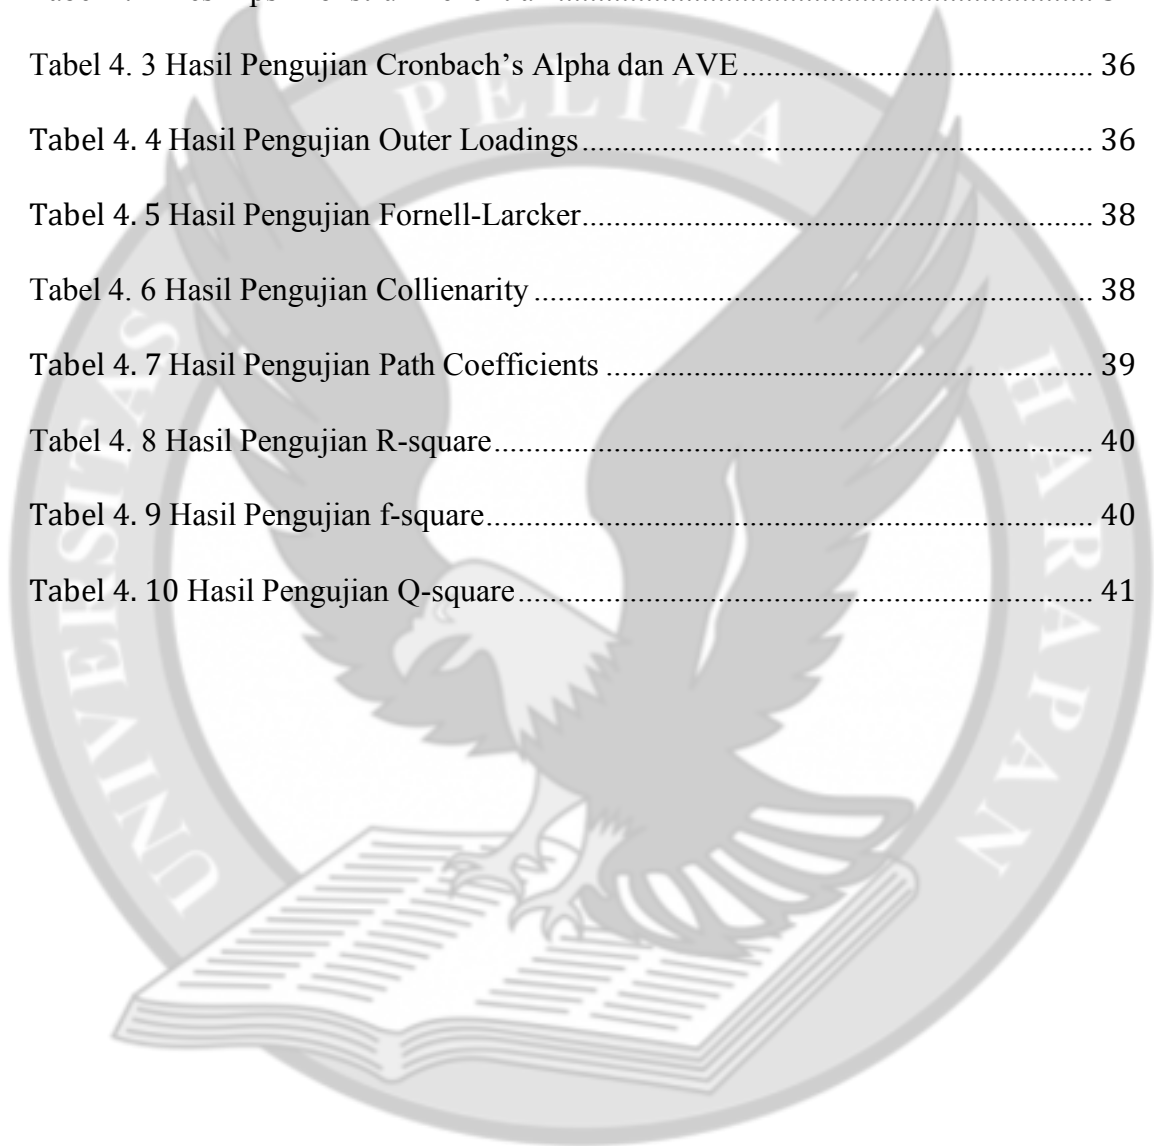 Tabel 4. 3 Hasil Pengujian Cronbach’s Alpha dan AVE ............................................ 36
Tabel 4. 4 Hasil Pengujian Outer Loadings ................................................................ 36
Tabel 4. 5 Hasil Pengujian Fornell-Larcker ................................................................ 38
Tabel 4. 6 Hasil Pengujian Collienarity ...................................................................... 38
Tabel 4. 7 Hasil Pengujian Path Coefficients ............................................................. 39
Tabel 4. 8 Hasil Pengujian R-square ........................................................................... 40
Tabel 4. 9 Hasil Pengujian f-square ............................................................................ 40
Tabel 4. 10 Hasil Pengujian Q-square ........................................................................ 41
UNIVERSITAS PELITA HARAPAN